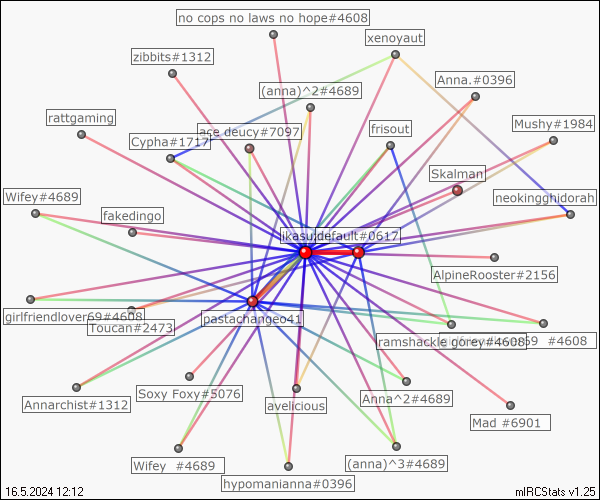 no cops no laws no hope#4608
xenoyaut
zibbits#1312
Anna.#0396
(anna)^2#4689
rattgaming
Mushy#1984
frisout
ace deucy#7097
Cypha#1717
Skalman
Wifey#4689
neokingghidorah
fakedingo
ikasu;default#0617
AlpineRooster#2156
girlfriendlover69#4608
pastachangeo41
Toucan#2473
ramshackle gorey#4608
#4608
Soxy Foxy#5076
Anna^2#4689
Annarchist#1312
avelicious
Mad #6901
Wifey #4689
(anna)^3#4689
hypomanianna#0396
16.5.2024 12:12
mIRCStats v1.25